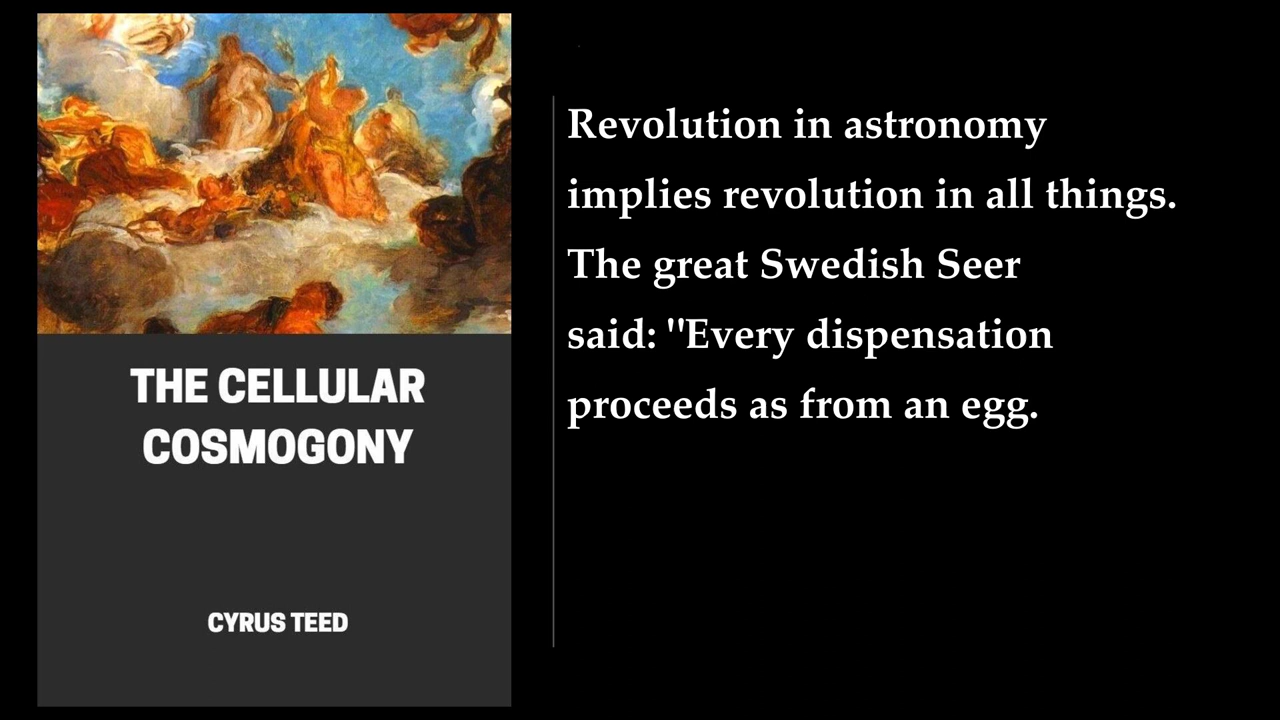 THE CELLULAR
COSMOGONY
CYRUS TEED
Revolution in astronomy
implies revolution in all things.
The great Swedish Seer
said: "Every dispensation
proceeds as from an egg.